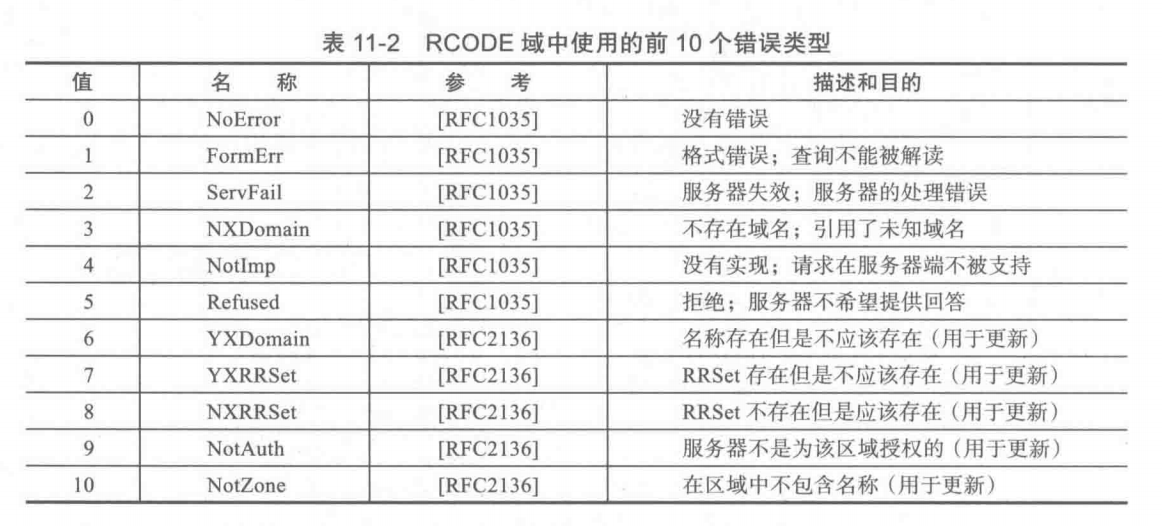 表 11-2 RCODE 域中使用的前 10 个错误类型
值 名 称 参 考 描述和目的
0 NoError [RFC1035] 没有错误
1 FormErr [RFC1035] 格式错误；查询不能被解读
2 ServFail [RFC1035] 服务器失效；服务器的处理错误
3 NXDomain [RFC1035] 不存在域名；引用了未知域名
4 NotImp [RFC1035] 没有实现；请求在服务器端不被支持
5 Refused [RFC1035] 拒绝；服务器不希望提供回答
6 YXDomain [RFC2136] 名称存在但是不应该存在（用于更新）
7 YXRRSet [RFC2136] RRSet 存在但是不应该存在（用于更新）
8 NXRRSet [RFC2136] RRSet 不存在但是应该存在（用于更新）
9 NotAuth [RFC2136] 服务器不是为该区域授权的（用于更新）
10 NotZone [RFC2136] 在区域中不包含名称（用于更新）